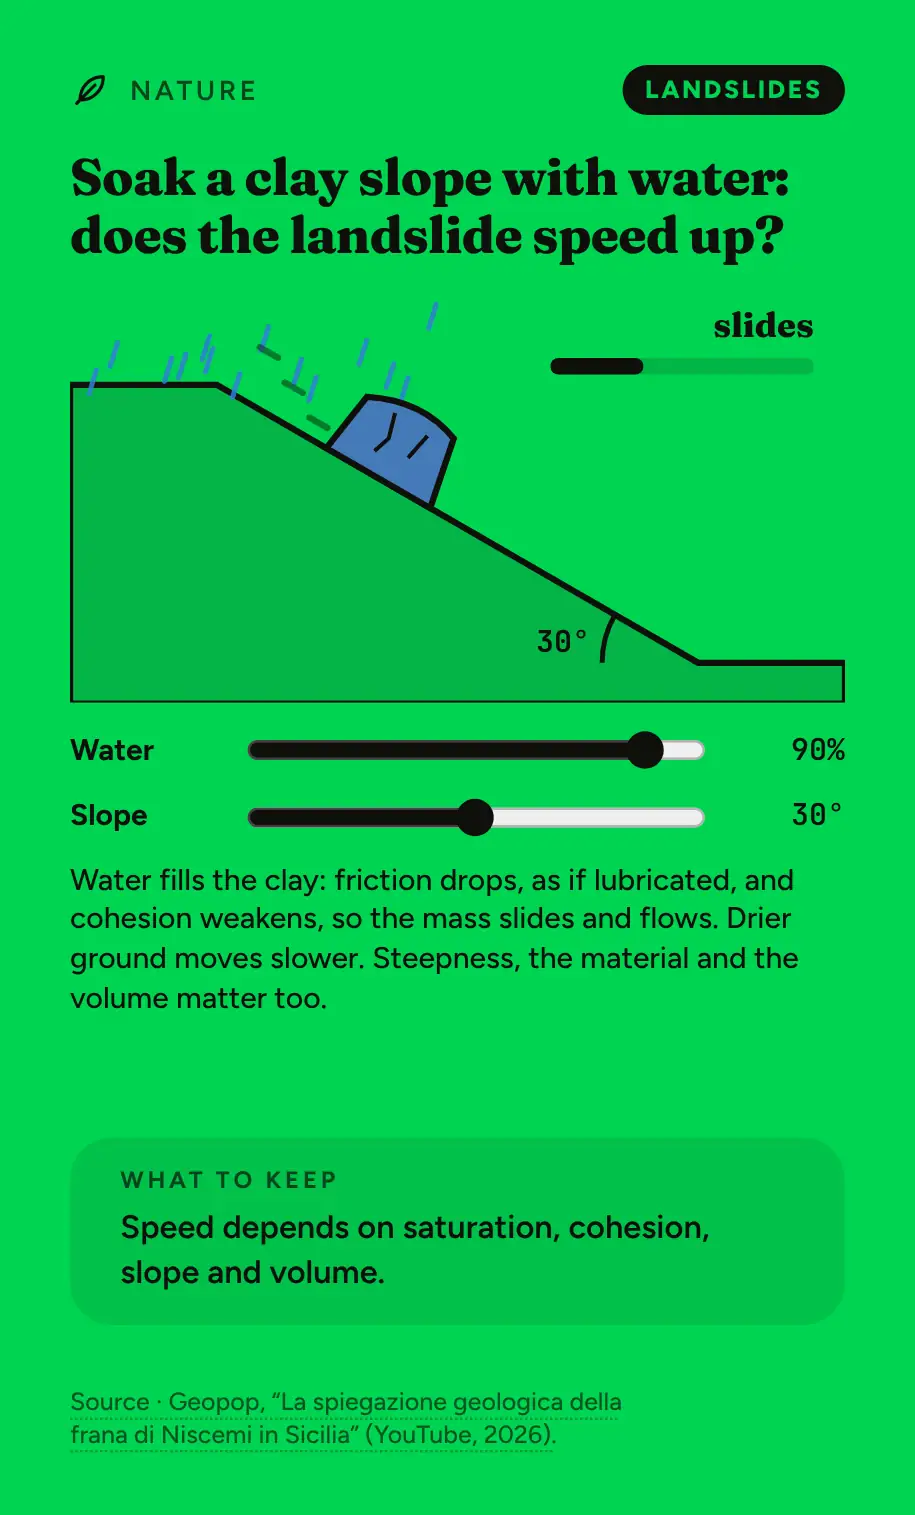 NATURE
LANDSLIDES
Soak a clay slope with water:
does the landslide speed up?
slides
30°
Water
90%
Slope
30°
Water fills the clay: friction drops, as if lubricated, and
cohesion weakens, so the mass slides and flows. Drier
ground moves slower. Steepness, the material and the
volume matter too.
WHAT TO KEEP
Speed depends on saturation, cohesion,
slope and volume.
Source · Geopop, “La spiegazione geologica della
frana di Niscemi in Sicilia” (YouTube, 2026).